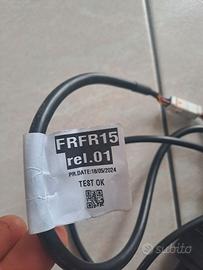 FRFR15
rel.01
PR.DATE:18/05/2024
TEST OK
subito